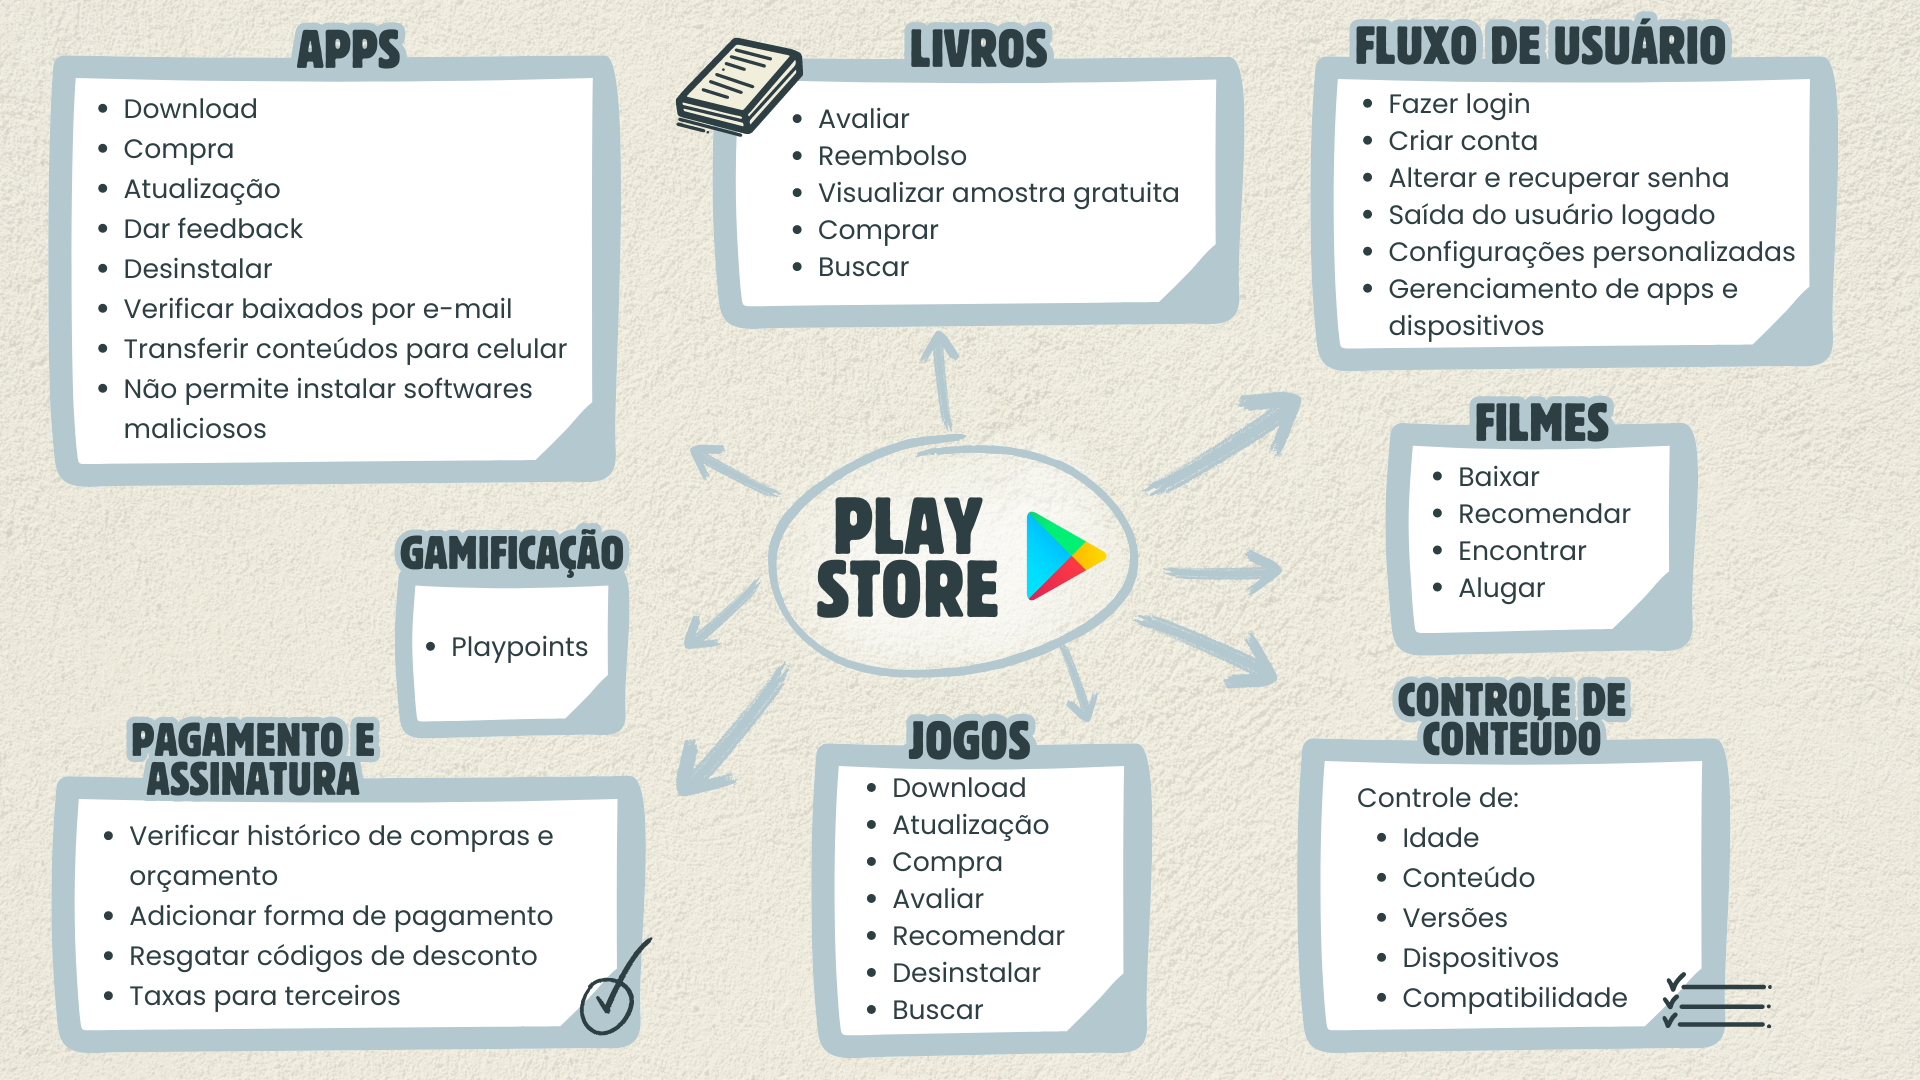 APPS
Download
Compra
Atualização
Dar feedback
Desinstalar
Verificar baixados por e-mail
Transferir conteúdos para celular
Não permite instalar softwares
maliciosos
LIVROS
Avaliar
Reembolso
Visualizar amostra gratuita
Comprar
Buscar
FLUXO DE USUÁRIO
Fazer login
Criar conta
Alterar e recuperar senha
Saída do usuário logado
Configurações personalizadas
Gerenciamento de apps e
dispositivos
PLAY
STORE
FILMES
Baixar
Recomendar
Encontrar
Alugar
GAMIFICAÇÃO
Playpoints
PAGAMENTO E
ASSINATURA
Verificar histórico de compras e
orçamento
Adicionar forma de pagamento
Resgatar códigos de desconto
Taxas para terceiros
JOGOS
Download
Atualização
Compra
Avaliar
Recomendar
Desinstalar
Buscar
CONTROLE DE
CONTEÚDO
Controle de:
Idade
Conteúdo
Versões
Dispositivos
Compatibilidade